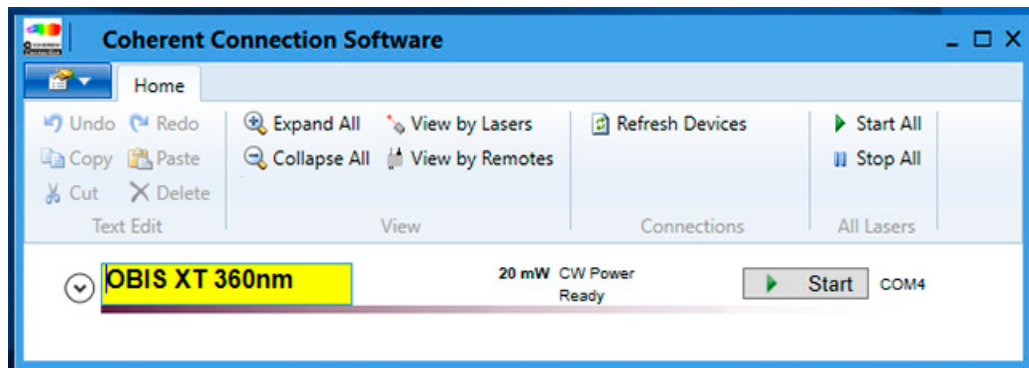 Coherent Connection Software
Home
Undo Redo Expand All View by Lasers Refresh Devices Start All
Copy Paste Collapse All View by Remotes Stop All
Cut Delete
Text Edit View Connections All Lasers
OBIS XT 360nm 20 mW CW Power Start COM4
Ready